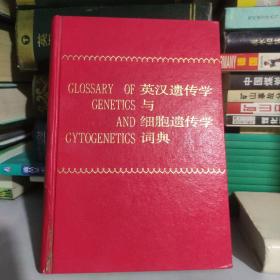 GLOSSARY OF 英汉遗传学
GENETICS 与
AND 细胞遗传学
CYTOGENETICS 词典